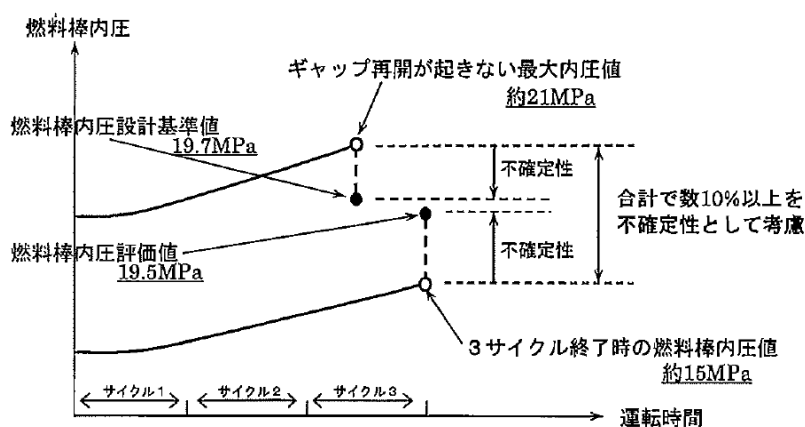 燃料棒内圧
ギャップ再開が起きない最大内圧値
約21MPa
燃料棒内圧設計基準値
19.7MPa
不確定性
合計で数10%以上を
不確定性として考慮
燃料棒内圧評価値
19.5MPa
不確定性
3サイクル終了時の燃料棒内圧値
約15MPa
サイクル1
サイクル2
サイクル3
運転時間